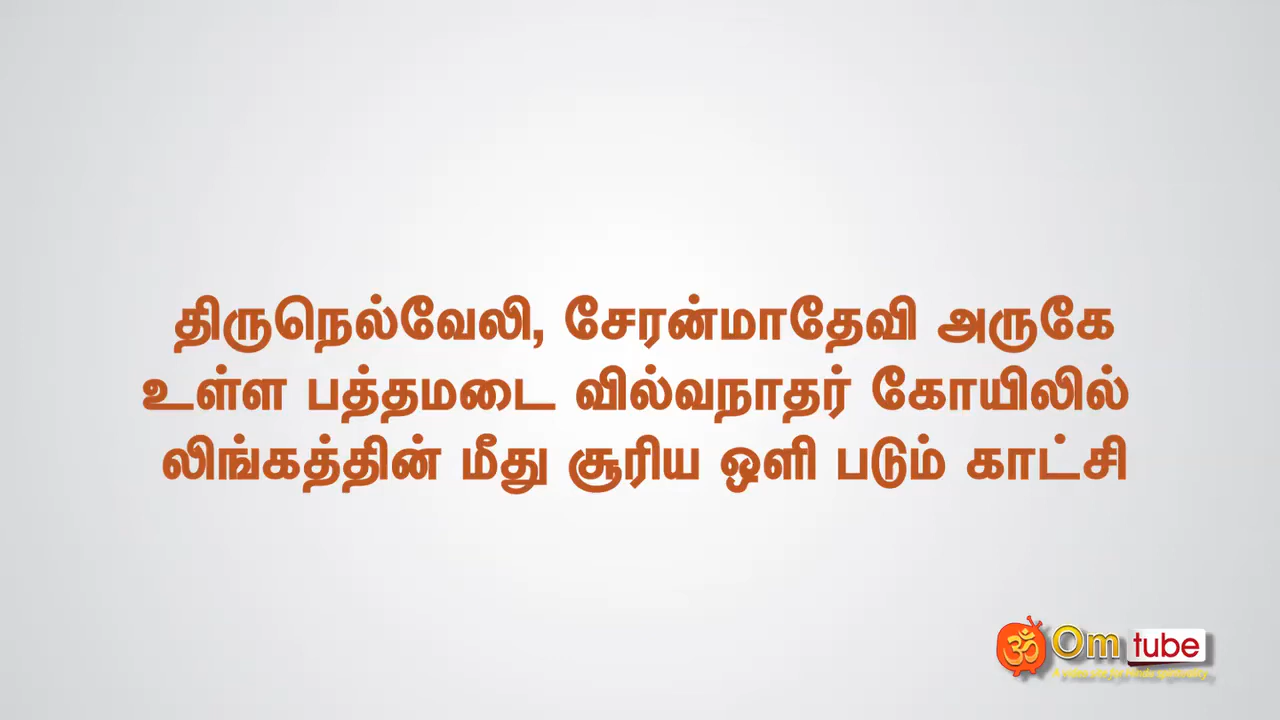 திருநெல்வேலி, சேரன்மாதேவி அருகே
உள்ள பத்தமடை வில்வநாதர் கோயிலில்
லிங்கத்தின் மீது சூரிய ஒளி படும் காட்சி
ॐ Om tube